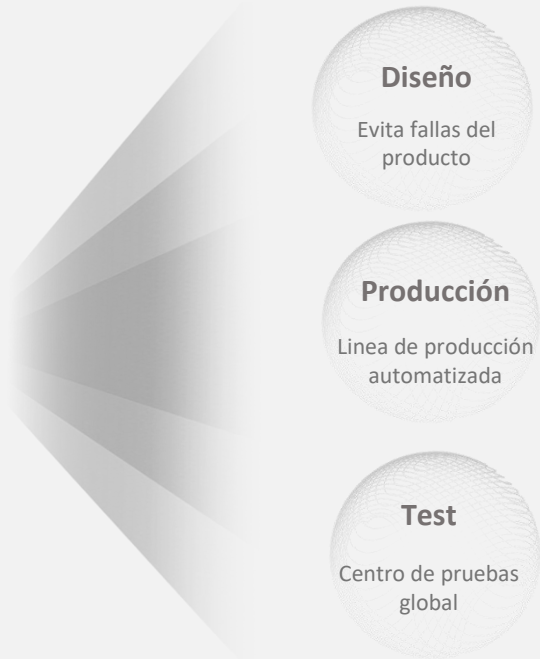 Diseño
Evita fallas del
producto
Producción
Linea de producción
automatizada
Test
Centro de pruebas
global